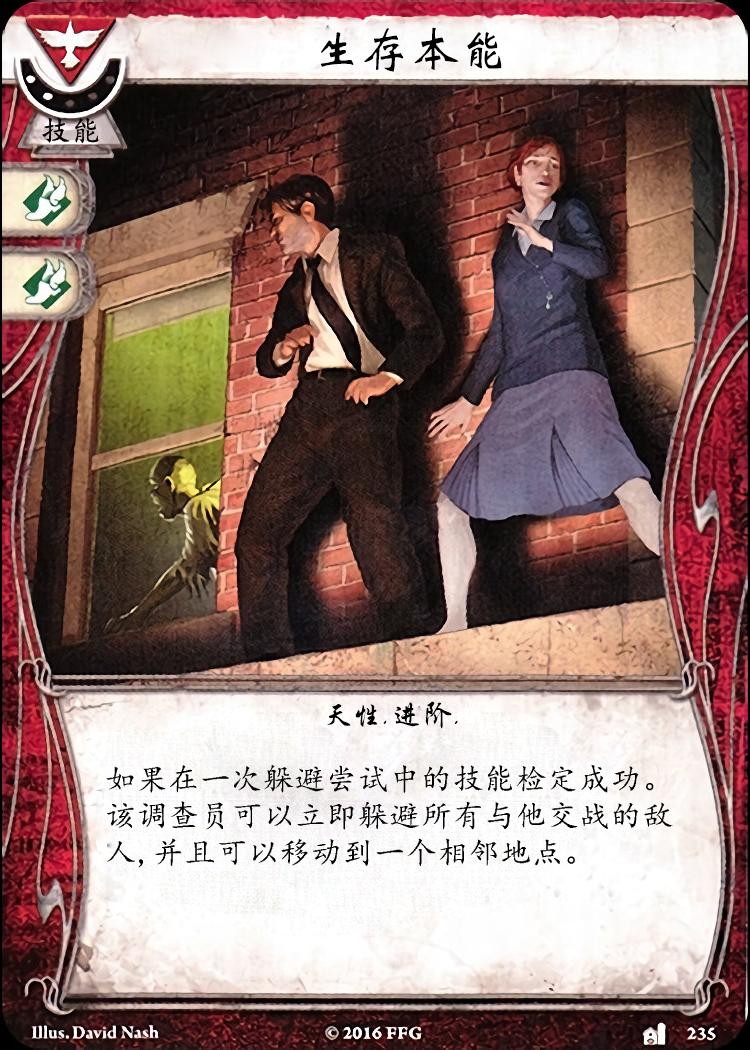 生存本能
技能
天性.进阶.
如果在一次躲避尝试中的技能检定成功。
该调查员可以立即躲避所有与他交战的敌
人,并且可以移动到一个相邻地点。
Illus. David Nash
© 2016 FFG
235